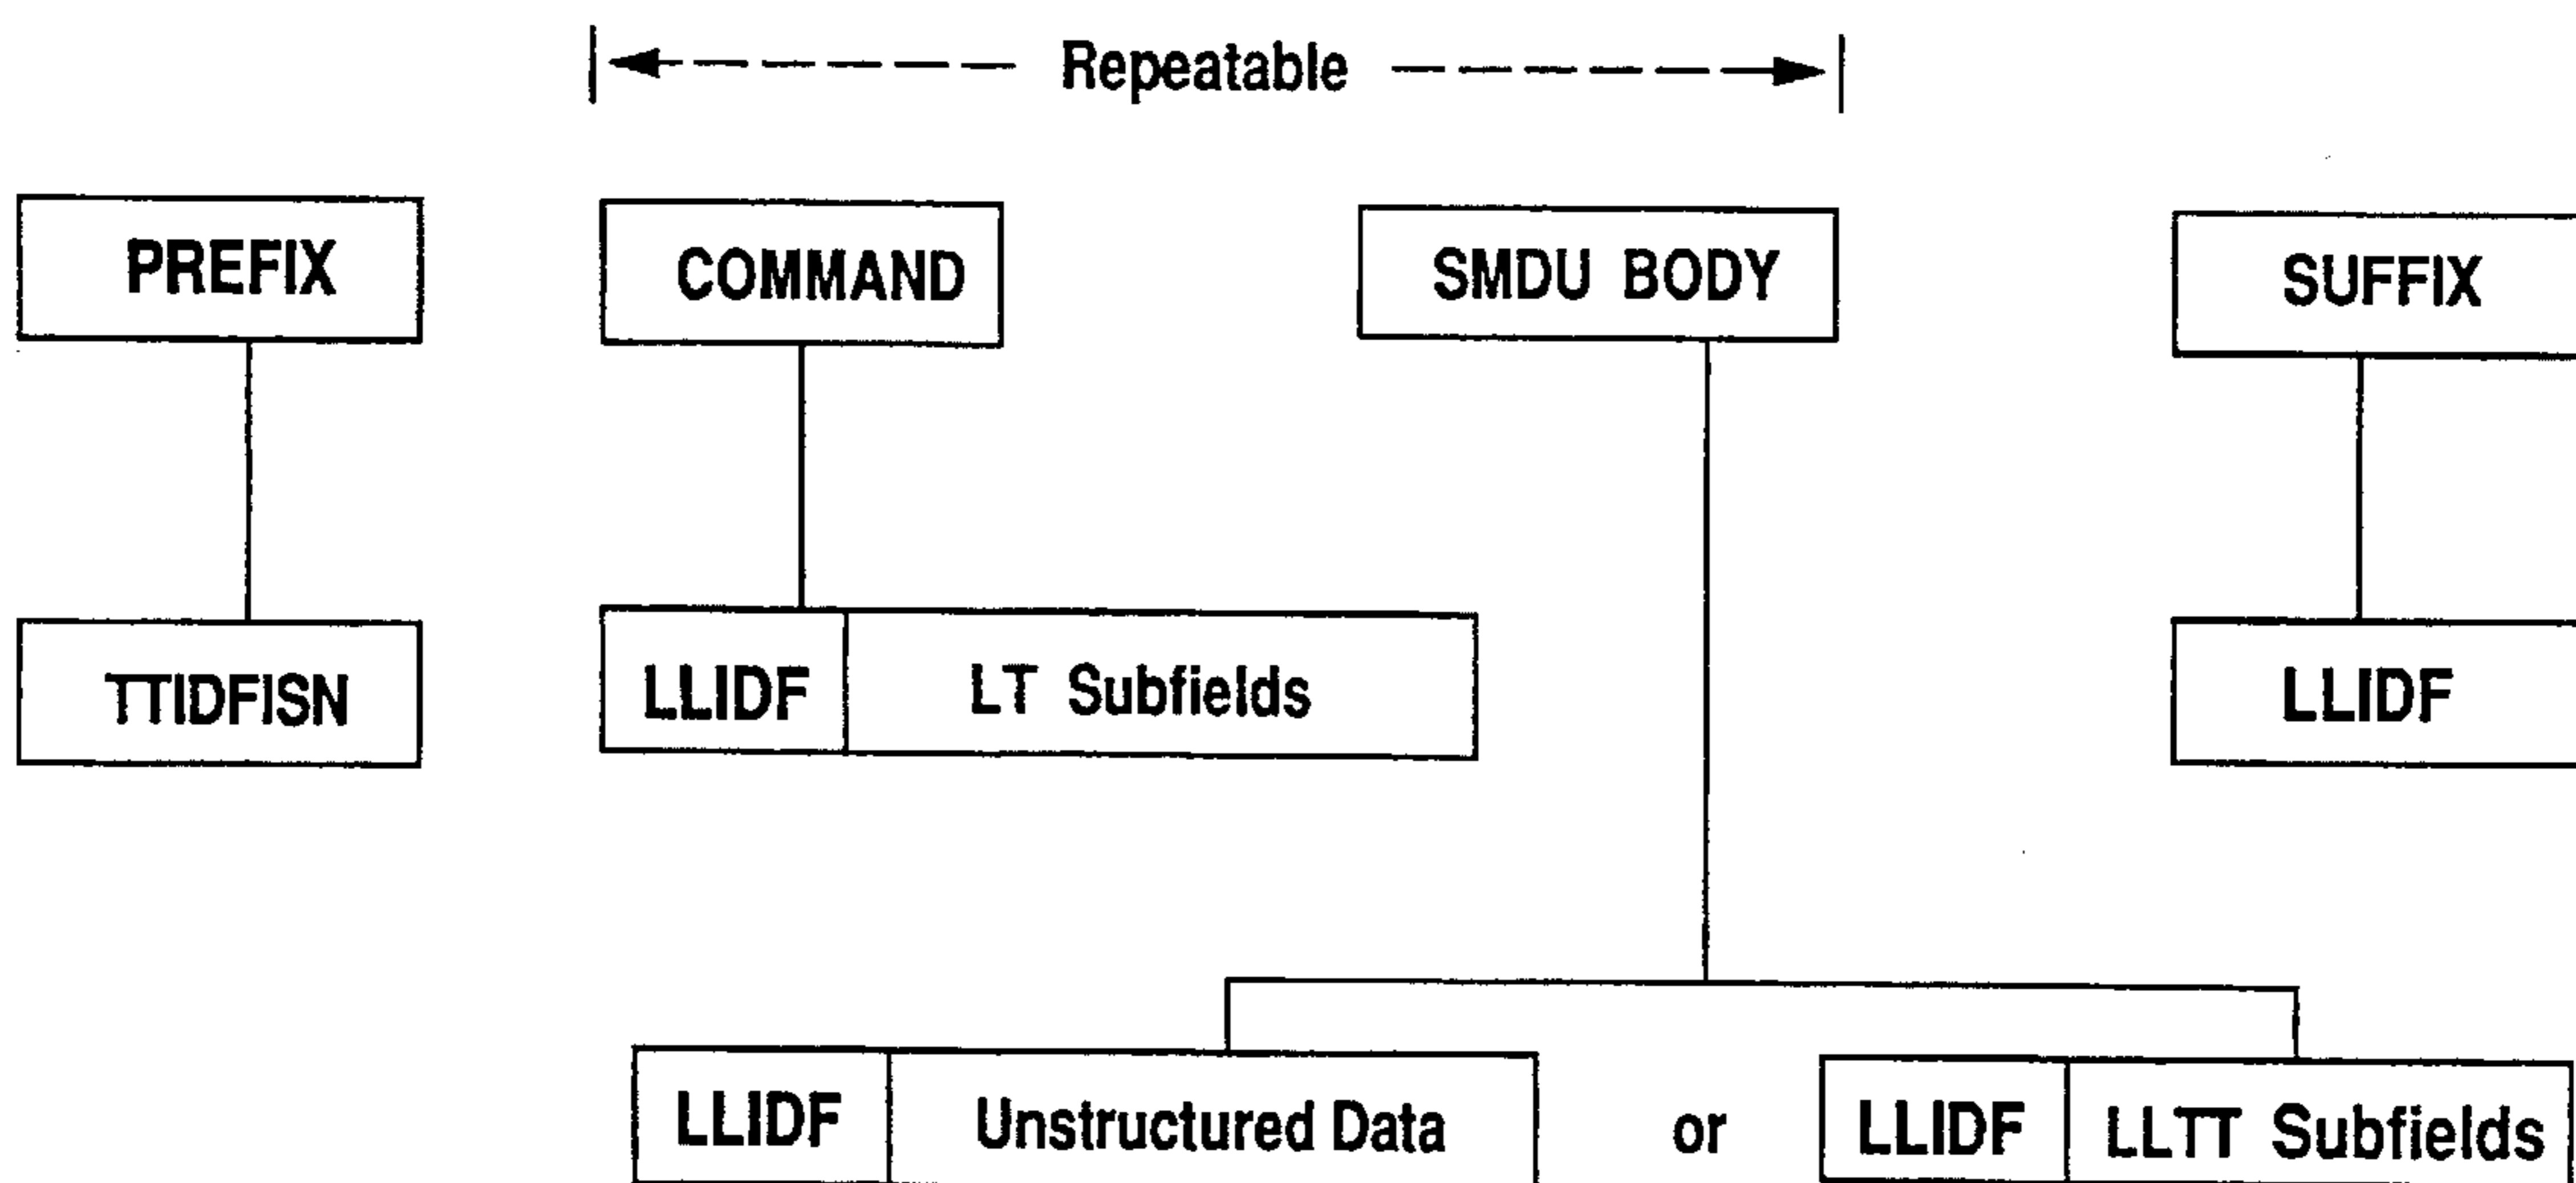 Repeatable
PREFIX COMMAND SMDU BODY SUFFIX
TTIDFISN LLIDF LT Subfields LLIDF
LLIDF Unstructured Data or LLIDF LLTT Subfields